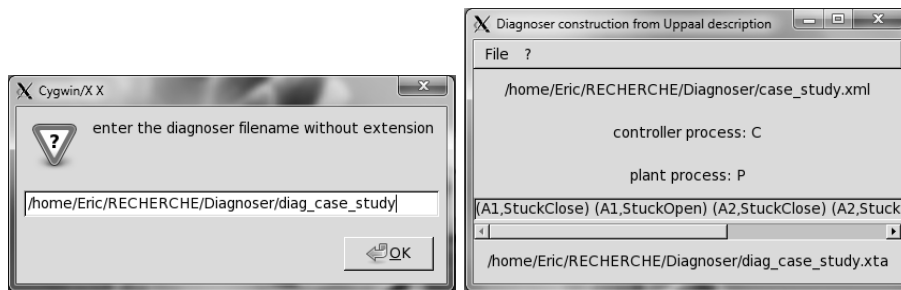 Cygwin/X X
enter the diagnoser filename without extension
?
/home/Eric/RECHERCHE/Diagnoser/diag_case_study
OK
Diagnoser construction from Uppaal description
File ?
/home/Eric/RECHERCHE/Diagnoser/case_study.xml
controller process: C
plant process: P
(A1,StuckClose) (A1,StuckOpen) (A2,StuckClose) (A2,Stuck
/home/Eric/RECHERCHE/Diagnoser/diag_case_study.xta